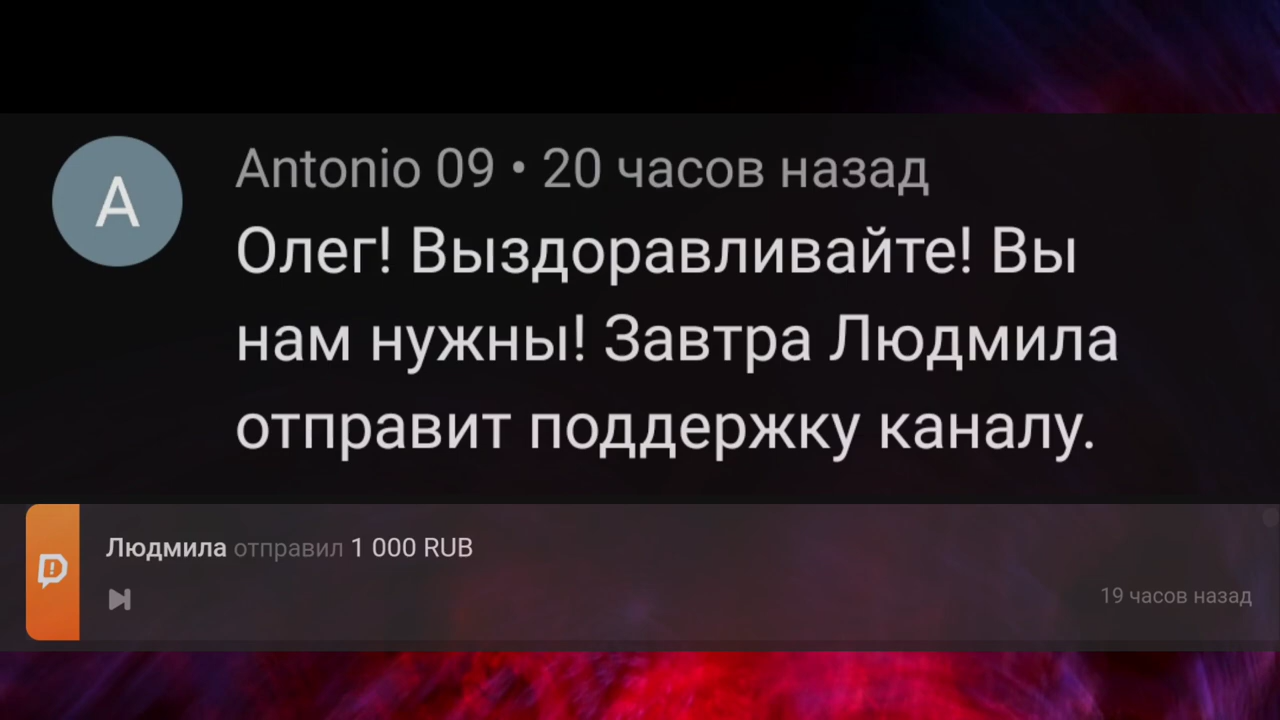 A
Antonio 09 • 20 часов назад
Олег! Выздоравливайте! Вы
нам нужны! Завтра Людмила
отправит поддержку каналу.
Людмила отправил 1 000 RUB
19 часов назад